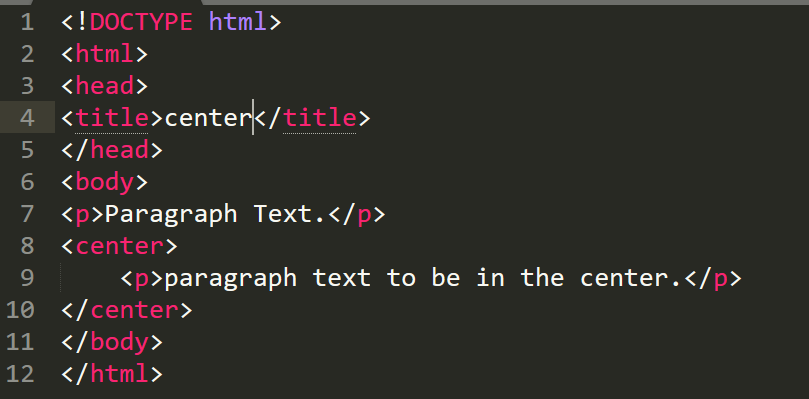 1 <!DOCTYPE html>
2 <html>
3 <head>
4 <title>center</title>
5 </head>
6 <body>
7 <p>Paragraph Text.</p>
8 <center>
9     <p>paragraph text to be in the center.</p>
10 </center>
11 </body>
12 </html>